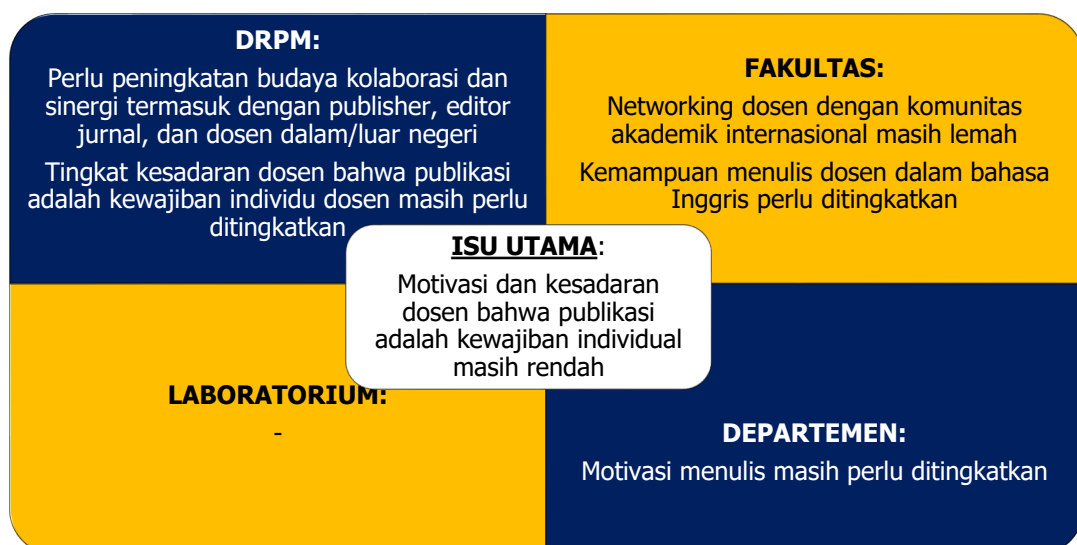 DRPM:
Perlu peningkatan budaya kolaborasi dan
sinergi termasuk dengan publisher, editor
jurnal, dan dosen dalam/luar negeri
Tingkat kesadaran dosen bahwa publikasi
adalah kewajiban individu dosen masih perlu
ditingkatkan
FAKULTAS:
Networking dosen dengan komunitas
akademik internasional masih lemah
Kemampuan menulis dosen dalam bahasa
Inggris perlu ditingkatkan
ISU UTAMA:
Motivasi dan kesadaran
dosen bahwa publikasi
adalah kewajiban individual
masih rendah
LABORATORIUM:
-
DEPARTEMEN:
Motivasi menulis masih perlu ditingkatkan